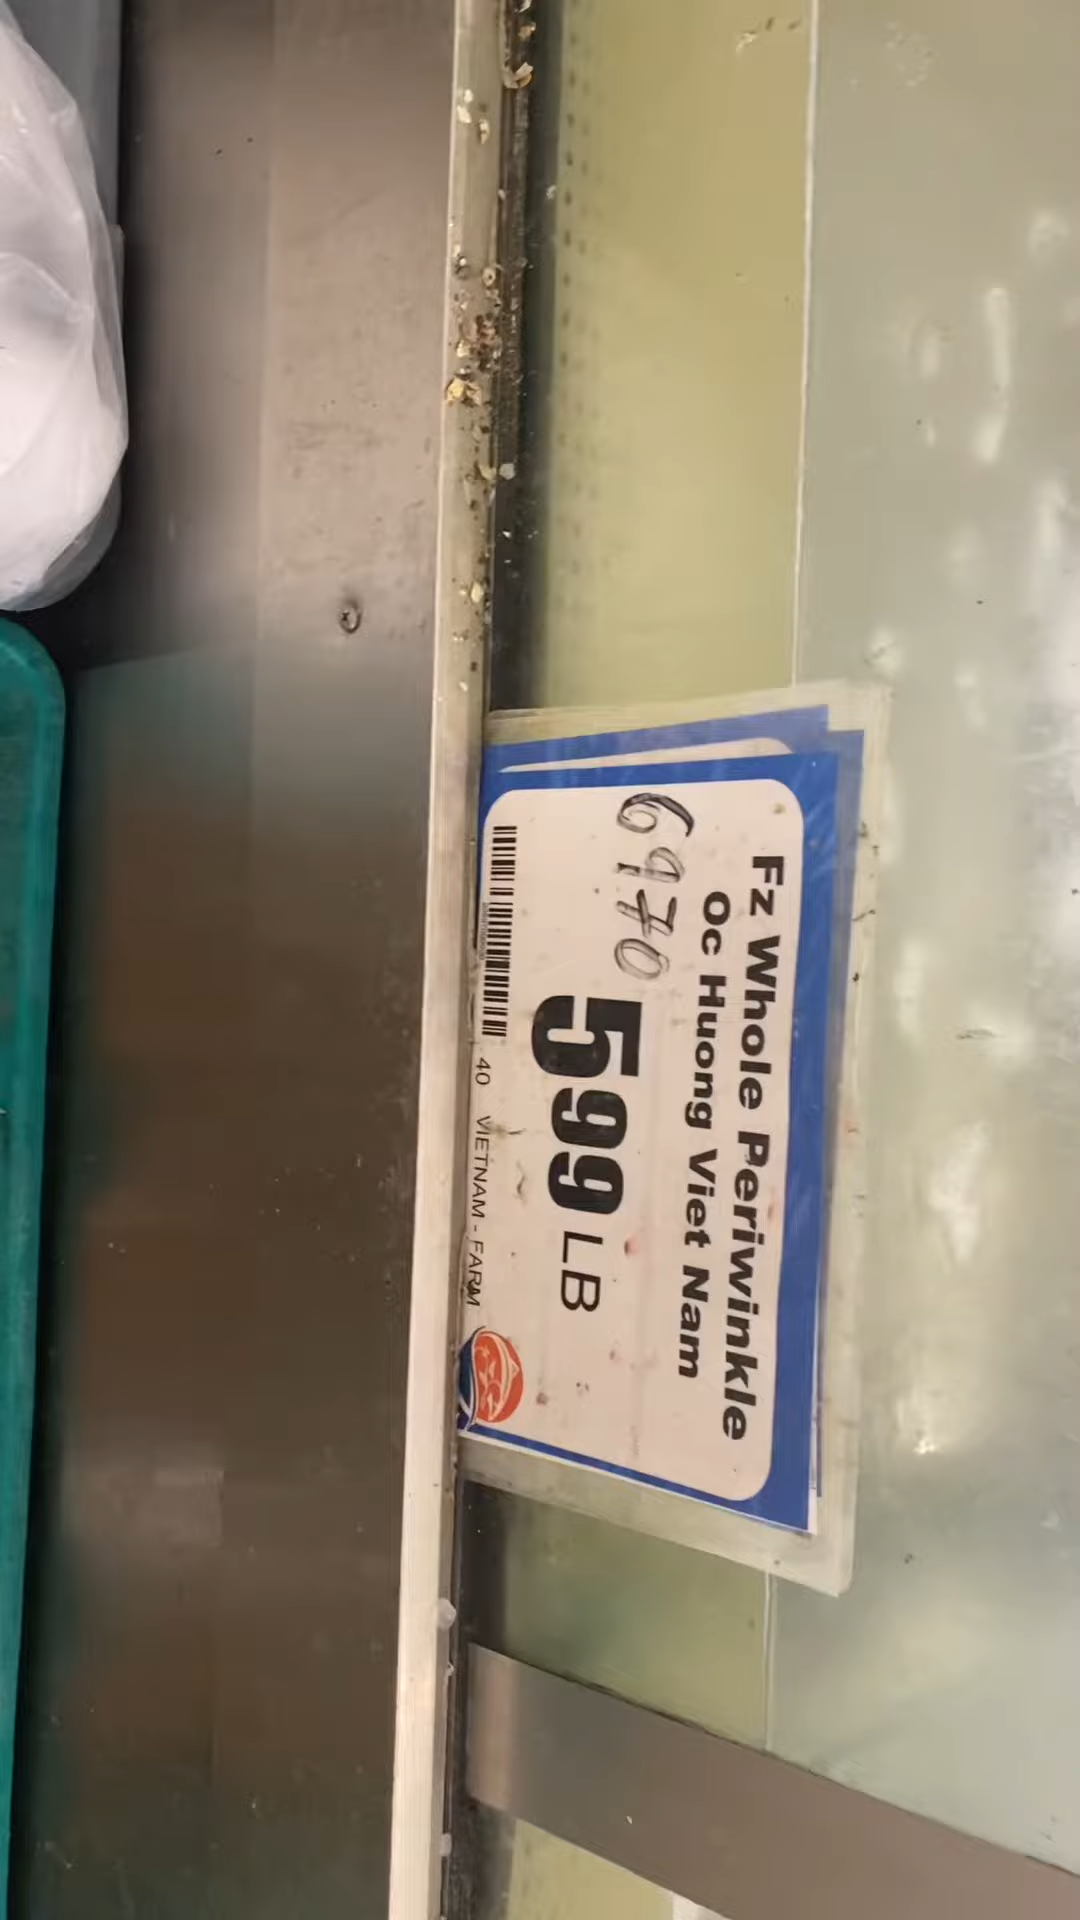 Fz Whole Periwinkle
Oc Huong Viet Nam
6970
599 LB
40 VIETNAM - FARM